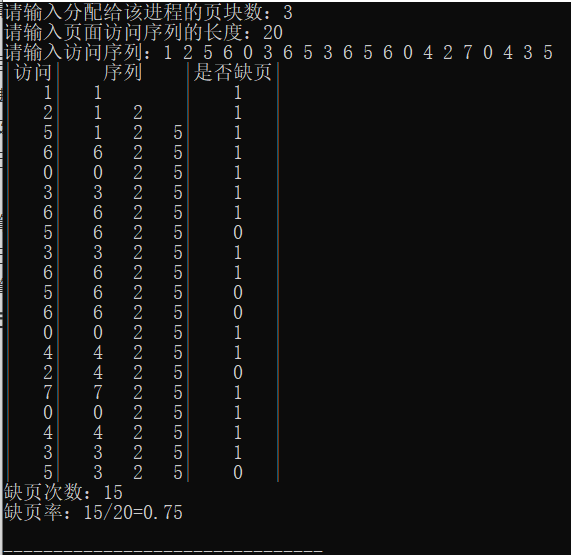 请输入分配给该进程的页块数：3
请输入页面访问序列的长度：20
请输入访问序列：1 2 5 6 0 3 6 5 3 6 5 6 0 4 2 7 0 4 3 5
| 访问| 序列 |是否缺页|
| 1| 1 | 1 |
| 2| 1 2 | 1 |
| 5| 1 2 5| 1 |
| 6| 6 2 5| 1 |
| 0| 0 2 5| 1 |
| 3| 3 2 5| 1 |
| 6| 6 2 5| 1 |
| 5| 6 2 5| 0 |
| 3| 3 2 5| 1 |
| 6| 6 2 5| 1 |
| 5| 6 2 5| 0 |
| 6| 6 2 5| 0 |
| 0| 0 2 5| 1 |
| 4| 4 2 5| 1 |
| 2| 4 2 5| 0 |
| 7| 7 2 5| 1 |
| 0| 0 2 5| 1 |
| 4| 4 2 5| 1 |
| 3| 3 2 5| 1 |
| 5| 3 2 5| 0 |
缺页次数：15
缺页率：15/20=0.75
--------------------------------